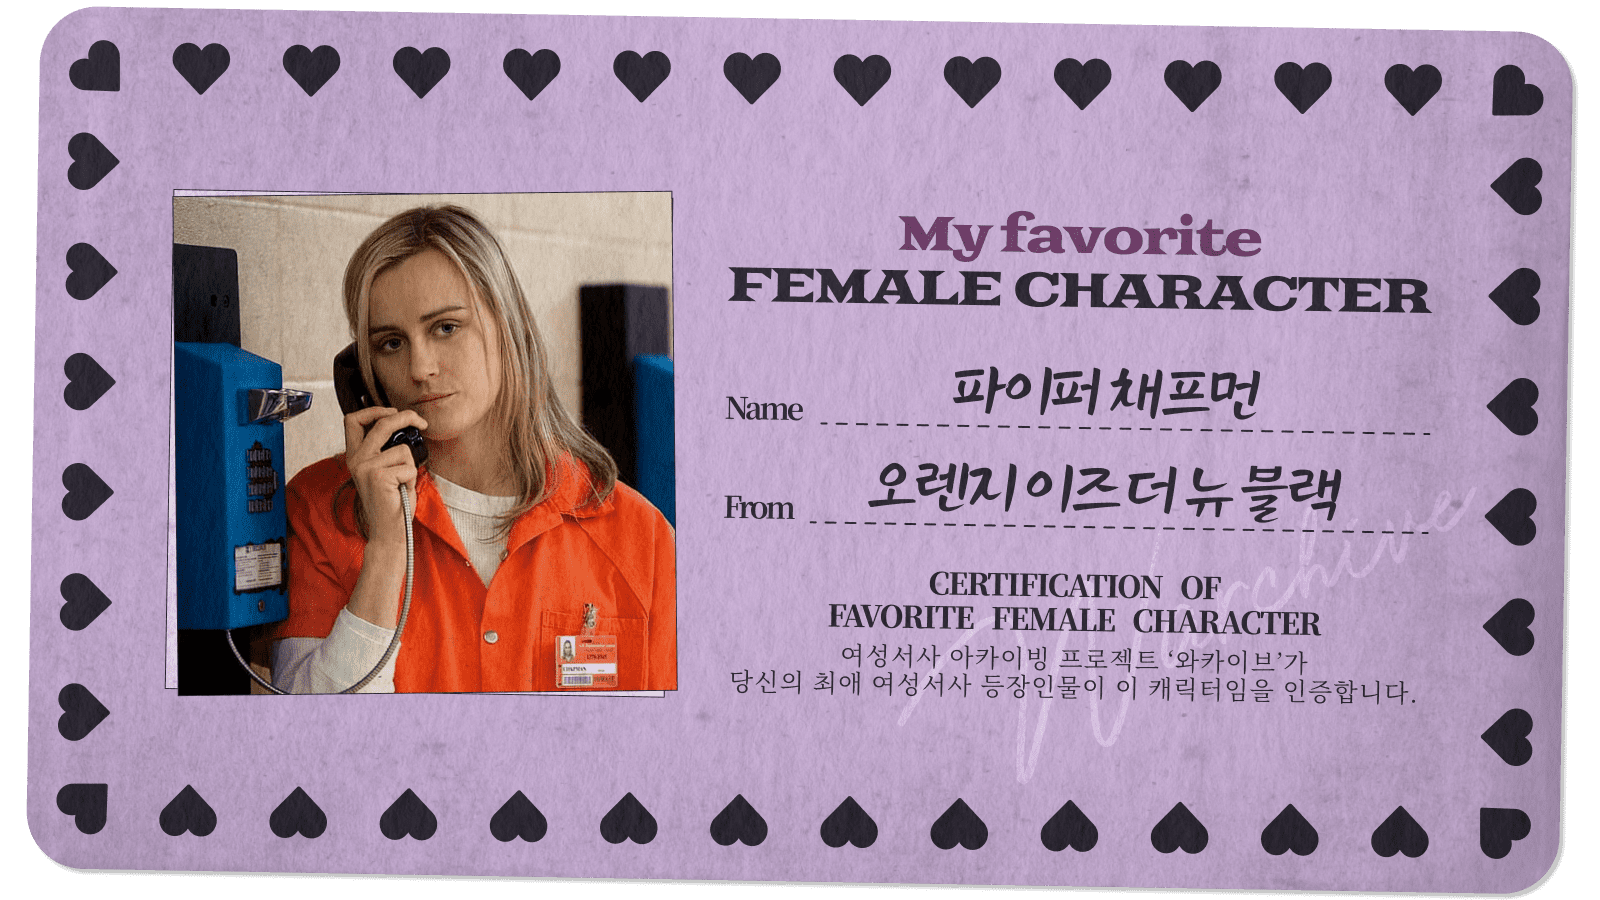 My favorite
FEMALE CHARACTER
Name 파이퍼 채프먼
From 오렌지 이즈 더 뉴 블랙
CERTIFICATION OF
FAVORITE FEMALE CHARACTER
여성서사 아카이빙 프로젝트 ‘와카이브’가
당신의 최애 여성서사 등장인물이 이 캐릭터임을 인증합니다.
Warchive
CHAPMAN